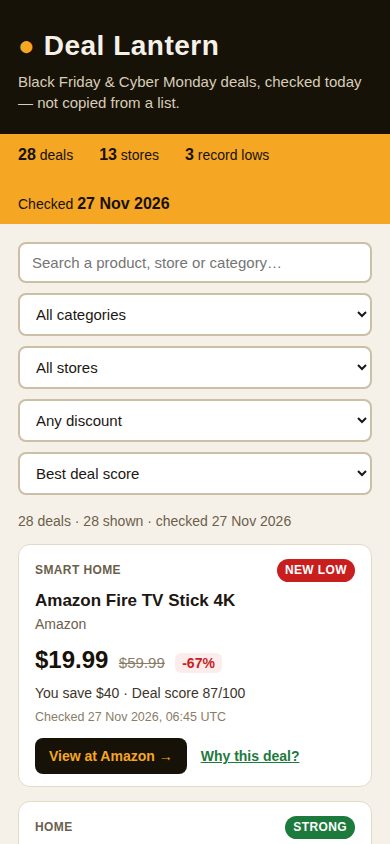 Deal Lantern
Black Friday & Cyber Monday deals, checked today
— not copied from a list.
28 deals 13 stores 3 record lows
Checked 27 Nov 2026
Search a product, store or category…
All categories
All stores
Any discount
Best deal score
28 deals · 28 shown · checked 27 Nov 2026
SMART HOME NEW LOW
Amazon Fire TV Stick 4K
Amazon
$19.99 $59.99 -67%
You save $40 · Deal score 87/100
Checked 27 Nov 2026, 06:45 UTC
View at Amazon → Why this deal?
HOME STRONG